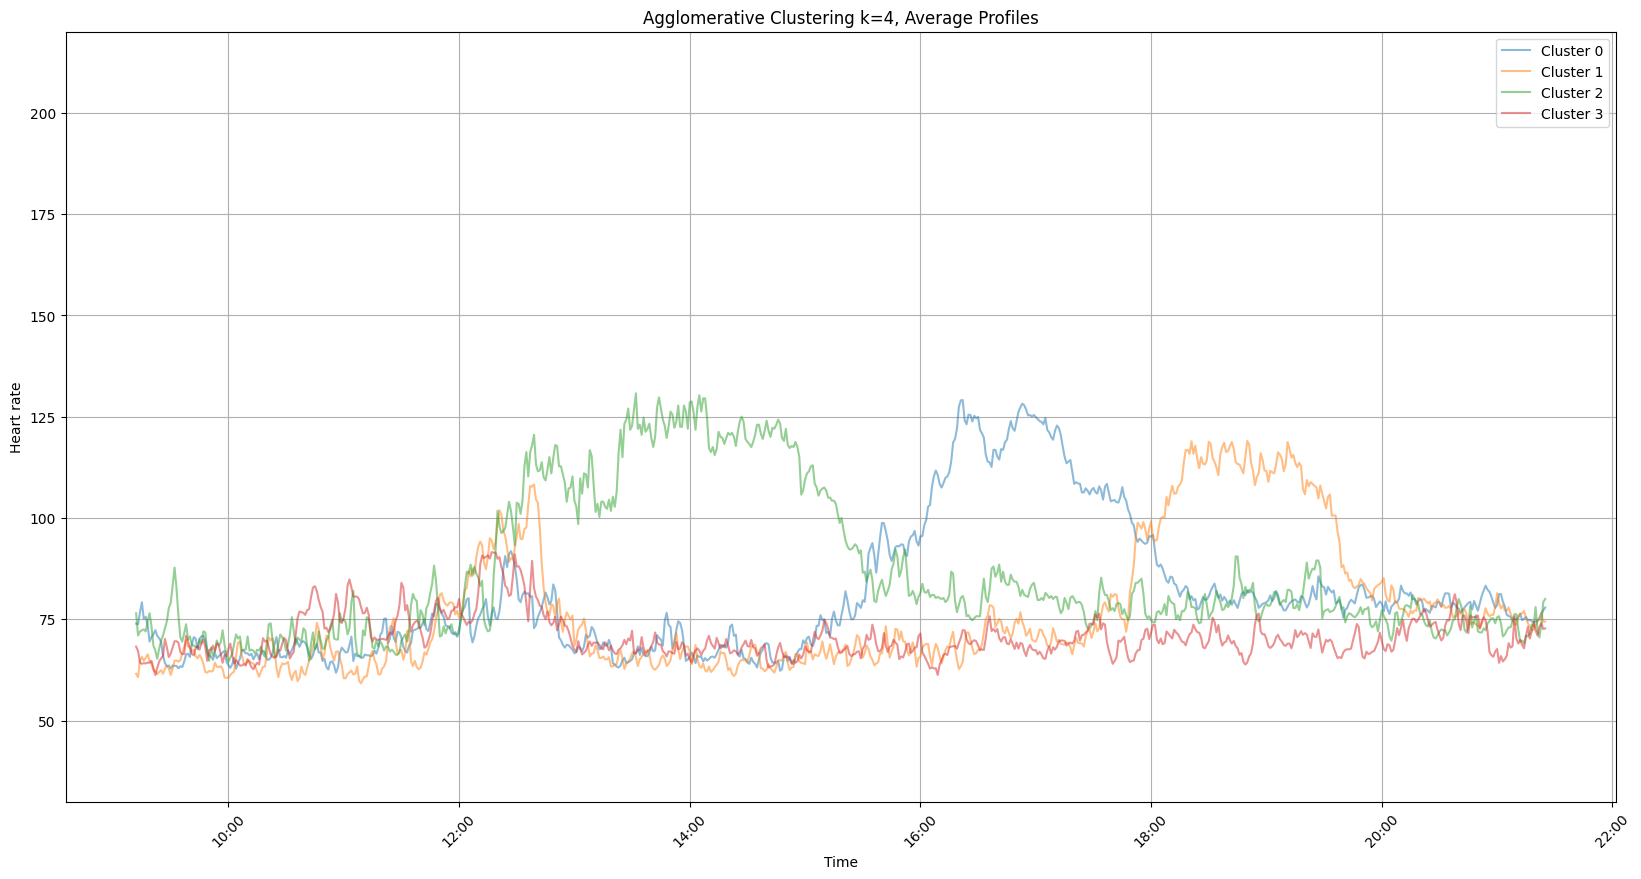 Agglomerative Clustering k=4, Average Profiles
Cluster 0
Cluster 1
Cluster 2
Cluster 3
200
175
150
125
100
75
50
Heart rate
10:00
12:00
14:00
16:00
18:00
20:00
22:00
Time